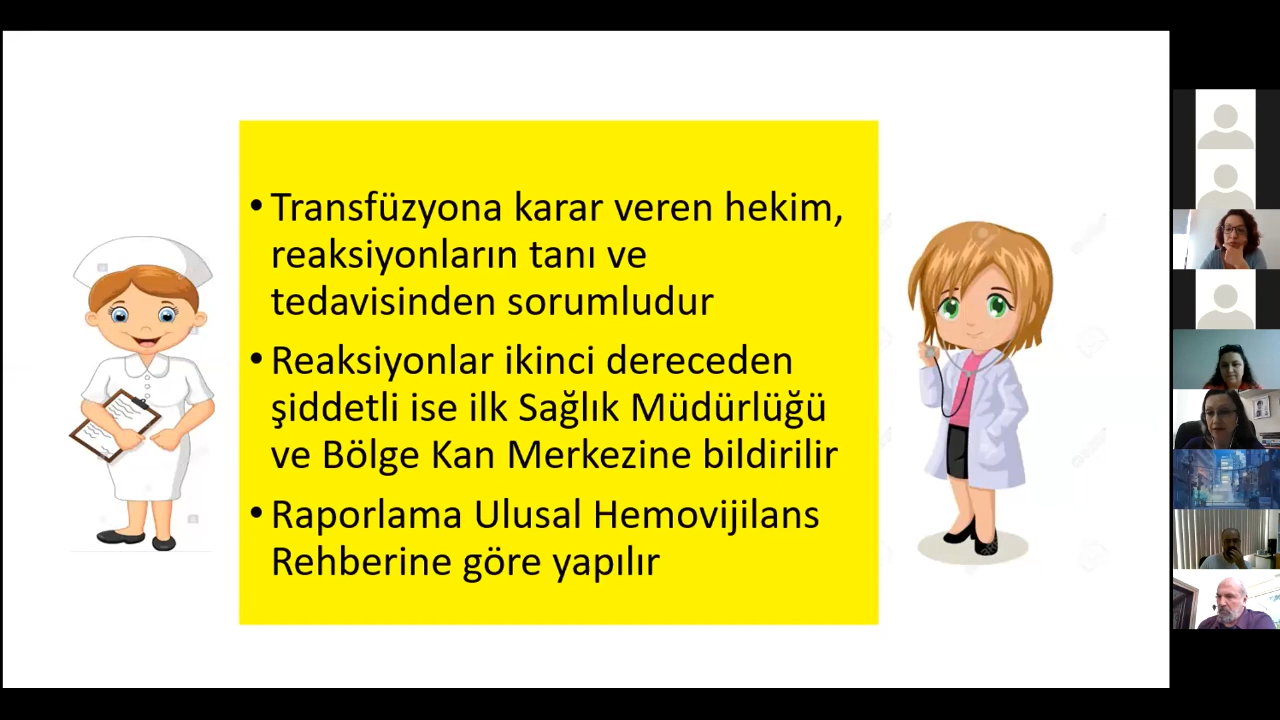 • Transfüzyona karar veren hekim,
reaksiyonların tanı ve
tedavisinden sorumludur
• Reaksiyonlar ikinci dereceden
şiddetli ise ilk Sağlık Müdürlüğü
ve Bölge Kan Merkezine bildirilir
• Raporlama Ulusal Hemovijilans
Rehberine göre yapılır